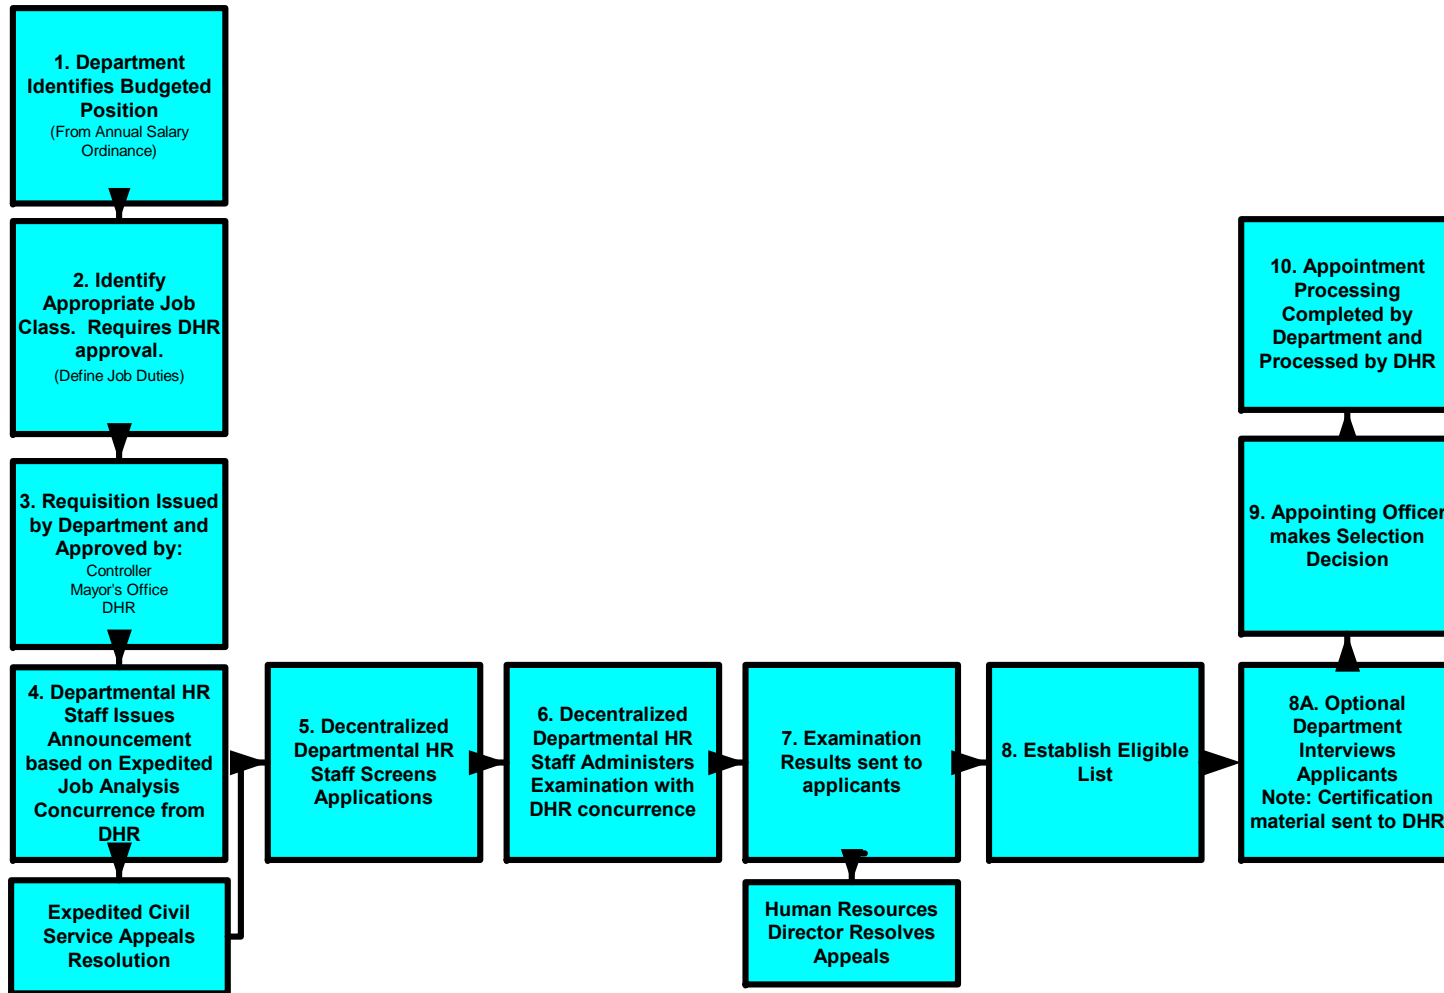 1. Department
Identifies Budgeted
Position
(From Annual Salary
Ordinance)
2. Identify
Appropriate Job
Class.  Requires DHR
approval.
(Define Job Duties)
3. Requisition Issued
by Department and
Approved by:
Controller
Mayor's Office
DHR
4. Departmental HR
Staff Issues
Announcement
based on Expedited
Job Analysis
Concurrence from
DHR
Expedited Civil
Service Appeals
Resolution
5. Decentralized
Departmental HR
Staff Screens
Applications
6. Decentralized
Departmental HR
Staff Administers
Examination with
DHR concurrence
7. Examination
Results sent to
applicants
Human Resources
Director Resolves
Appeals
8. Establish Eligible
List
8A. Optional
Department
Interviews
Applicants
Note: Certification
material sent to DHR
9. Appointing Officer
makes Selection
Decision
10. Appointment
Processing
Completed by
Department and
Processed by DHR